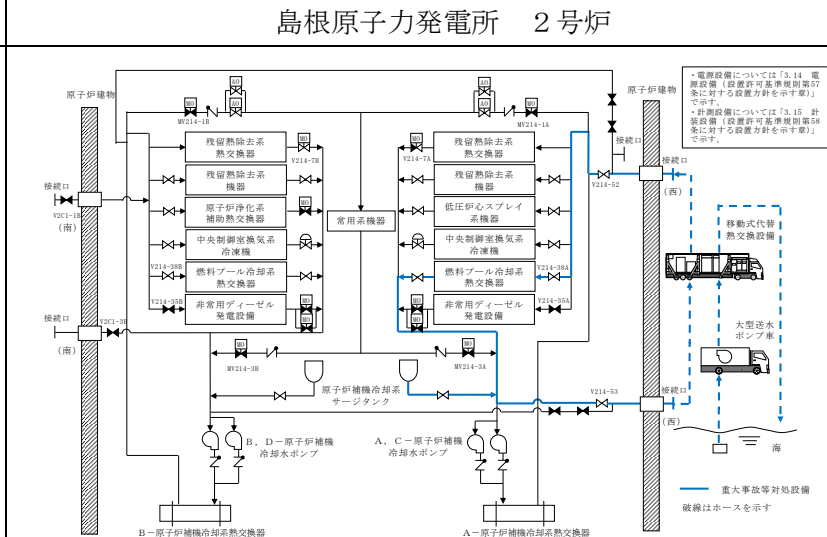 島根原子力発電所 2号炉
・電源設備については「3.14 電
源設備(設置許可基準規則第57
条に対する設置方針を示す章)」
で示す。
・計測設備については「3.15 計
装設備(設置許可基準規則第58
条に対する設置方針を示す章)」
で示す。
原子炉建物
原子炉建物
AO
AO
AO
AO
MO
MO
MV214-1B
MV214-1A
残留熱除去系
熱交換器
MO
V214-7B
残留熱除去系
機器
原子炉浄化系
補助熱交換器
MO
中央制御室換気系
冷凍機
V214-38B
燃料プール冷却系
熱交換器
V214-35B
非常用ディーゼル
発電設備
MO
MO
常用系機器
MO
V214-7A
残留熱除去系
熱交換器
残留熱除去系
機器
低圧炉心スプレイ
系機器
中央制御室換気系
冷凍機
燃料プール冷却系
熱交換器
V214-38A
非常用ディーゼル
発電設備
V214-35A
MO
MO
接続口
V2C1-1B
(南)
接続口
V2C1-3B
(南)
接続口
V214-52
接続口
(西)
移動式代替
熱交換設備
大型送水
ポンプ車
MO
MV214-3B
MO
MV214-3A
原子炉補機冷却系
サージタンク
V214-53
接続口
(西)
海
B,D-原子炉補機
冷却水ポンプ
A,C-原子炉補機
冷却水ポンプ
B-原子炉補機冷却系熱交換器
A-原子炉補機冷却系熱交換器
重大事故等対処設備
破線はホースを示す